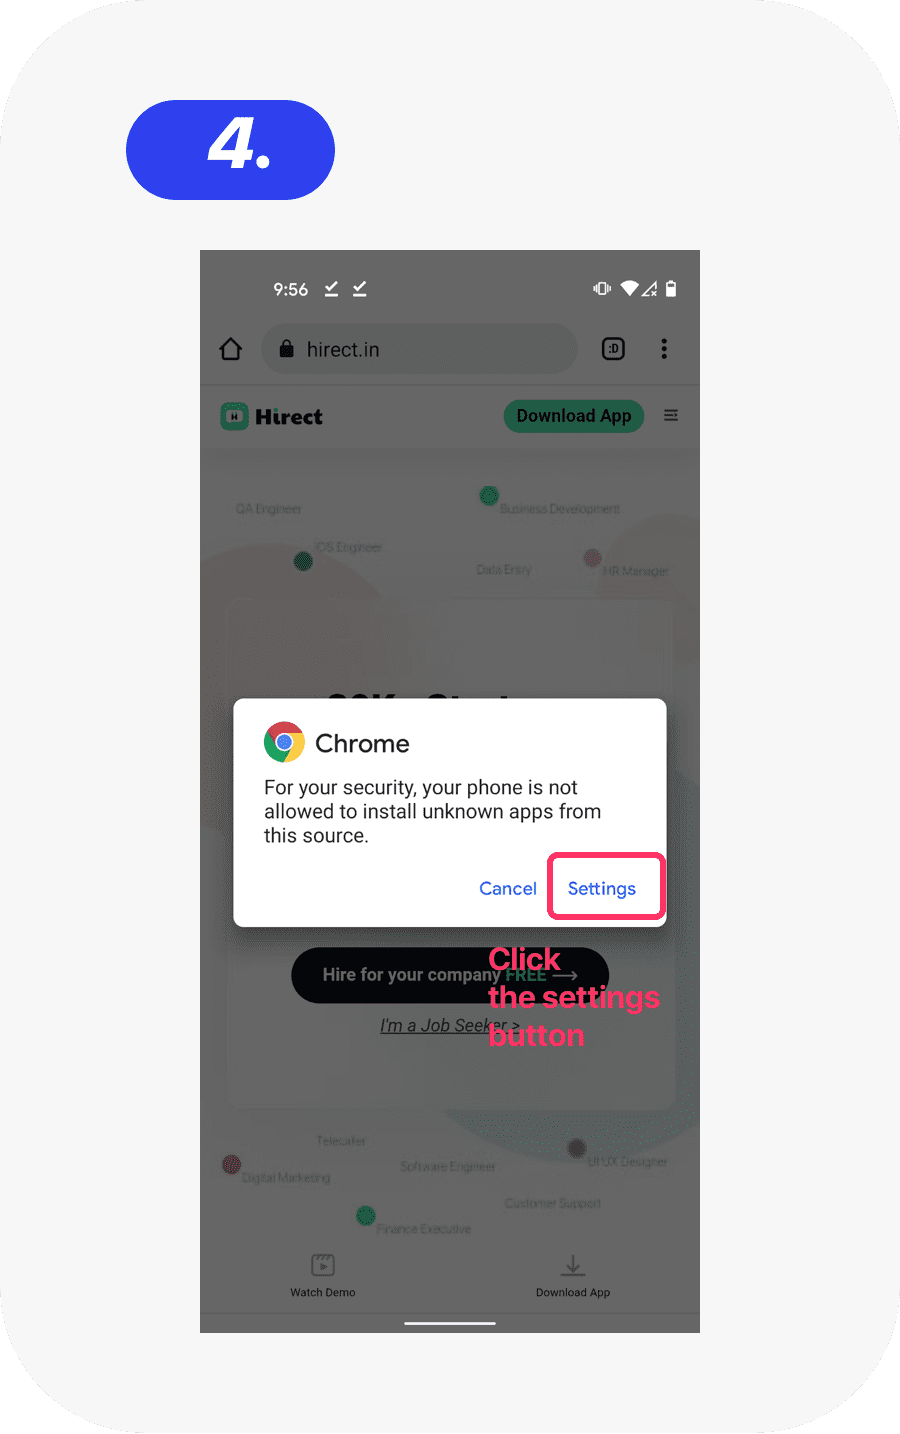 4.
9:56
:D
hirect.in
H Hirect
Download App
QA Engineer
Business Development
iOS Engineer
Data Entry
HR Manager
Chrome
For your security, your phone is not
allowed to install unknown apps from
this source.
Cancel
Settings
Hire for your company FREE
Click
the settings
button
I'm a Job Seeker >
Telecaller
Digital Marketing
Software Engineer
UI UX Designer
Customer Support
Finance Executive
Watch Demo
Download App